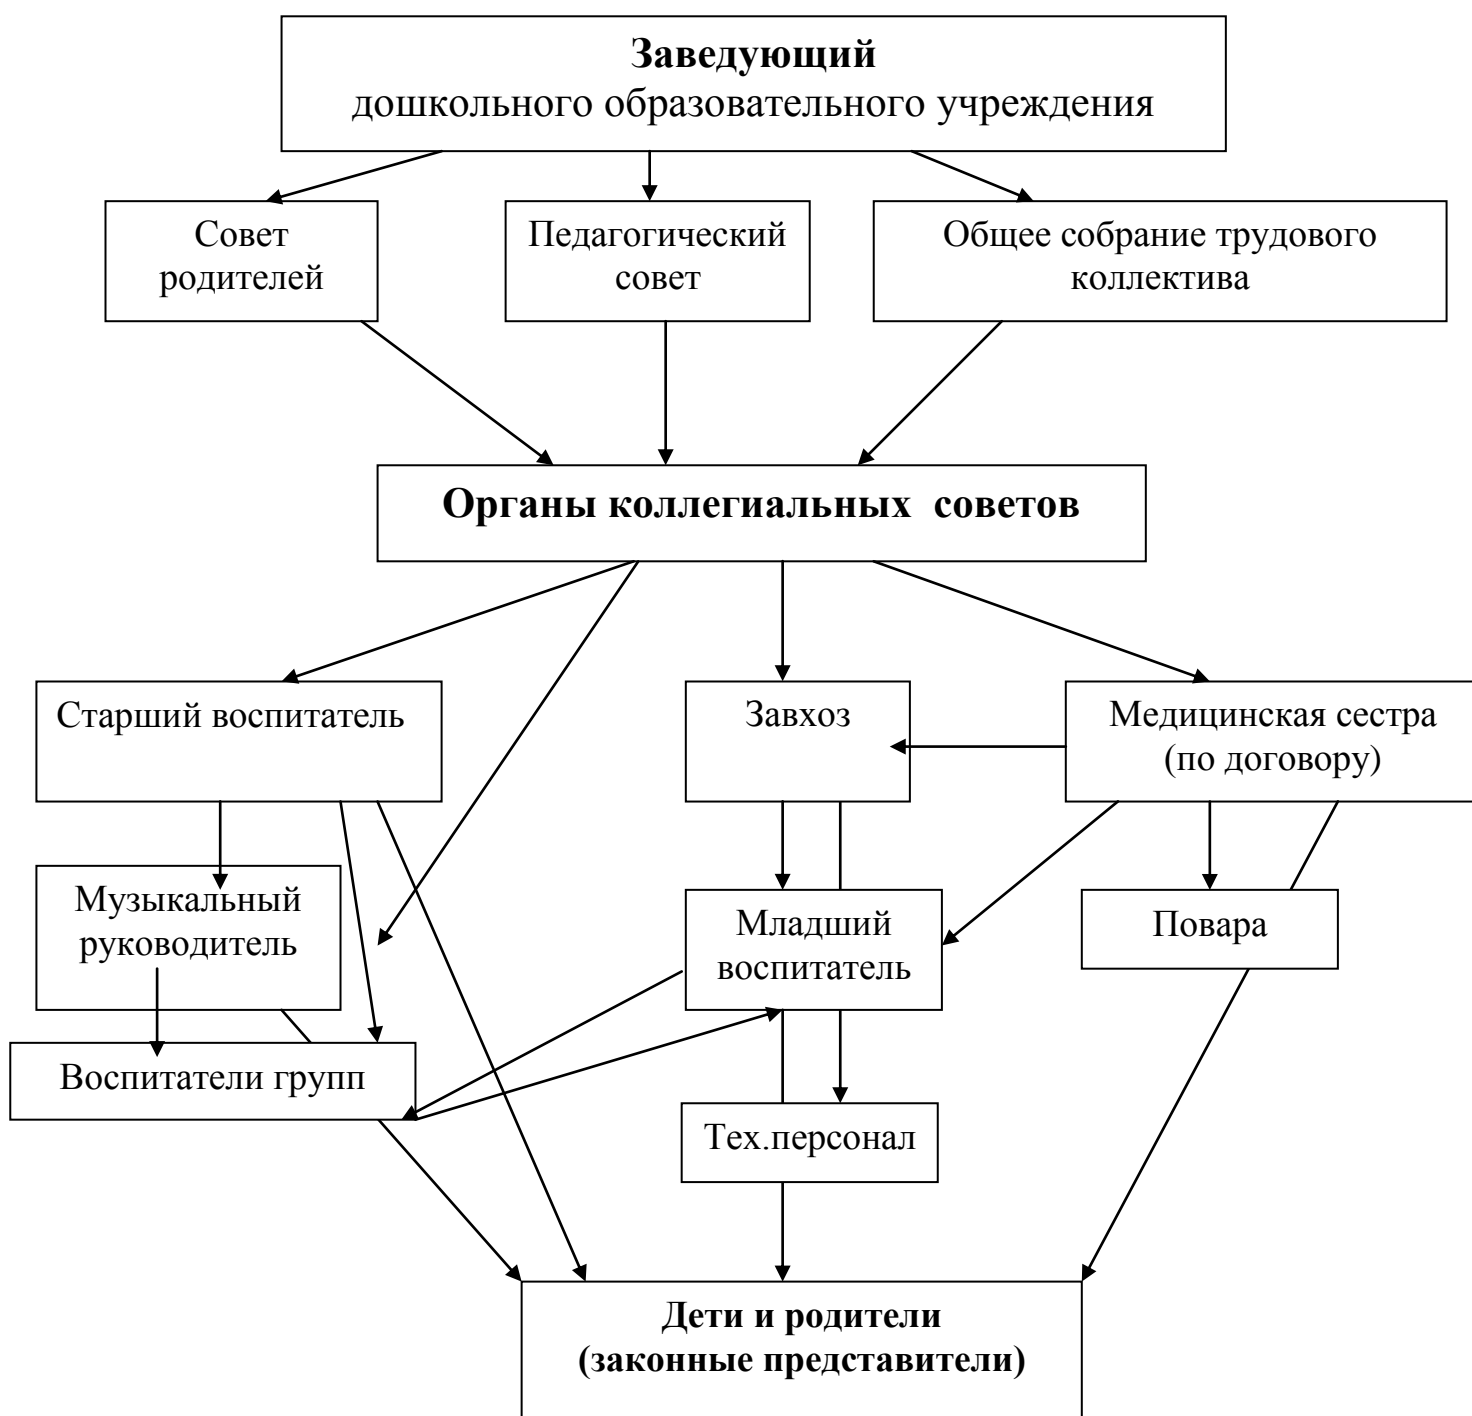 Заведующий
дошкольного образовательного учреждения
Совет
родителей
Педагогический
совет
Общее собрание трудового
коллектива
Органы коллегиальных  советов
Старший воспитатель
Завхоз
Медицинская сестра
(по договору)
Музыкальный
руководитель
Младший
воспитатель
Повара
Воспитатели групп
Тех.персонал
Дети и родители
(законные представители)